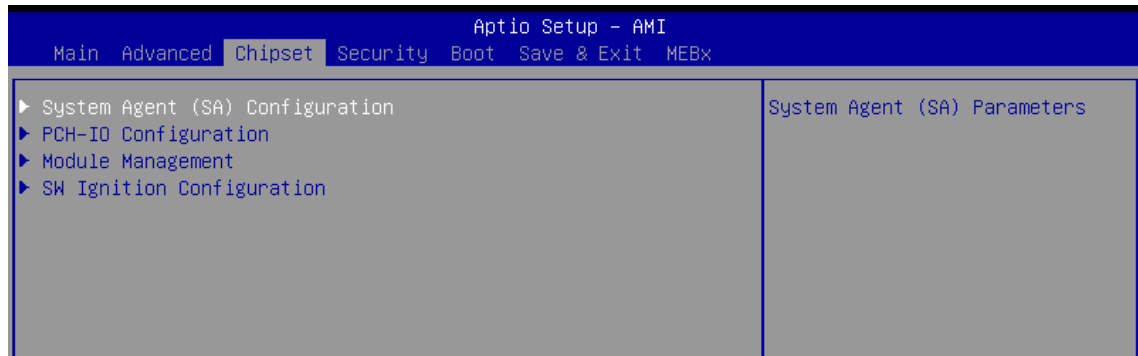 Aptio Setup – AMI
Main Advanced Chipset Security Boot Save & Exit MEBx
System Agent (SA) Configuration
System Agent (SA) Parameters
PCH-IO Configuration
Module Management
SW Ignition Configuration